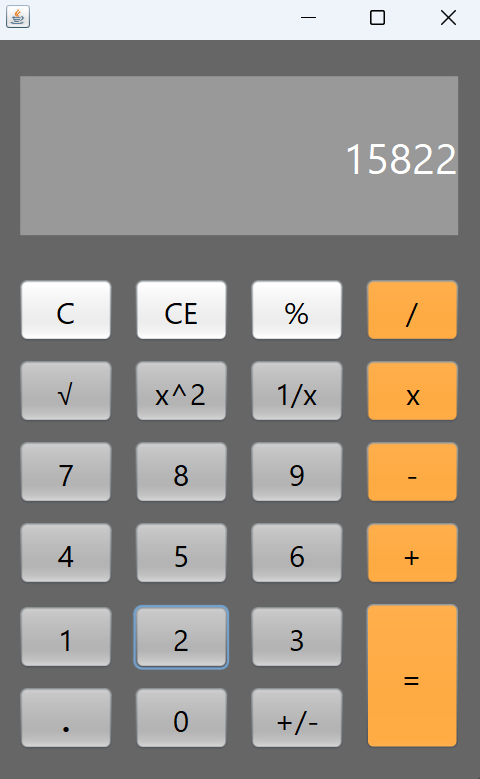 15822
C CE % /
√ x^2 1/x x
7 8 9 -
4 5 6 +
1 2 3
=
. 0 +/-